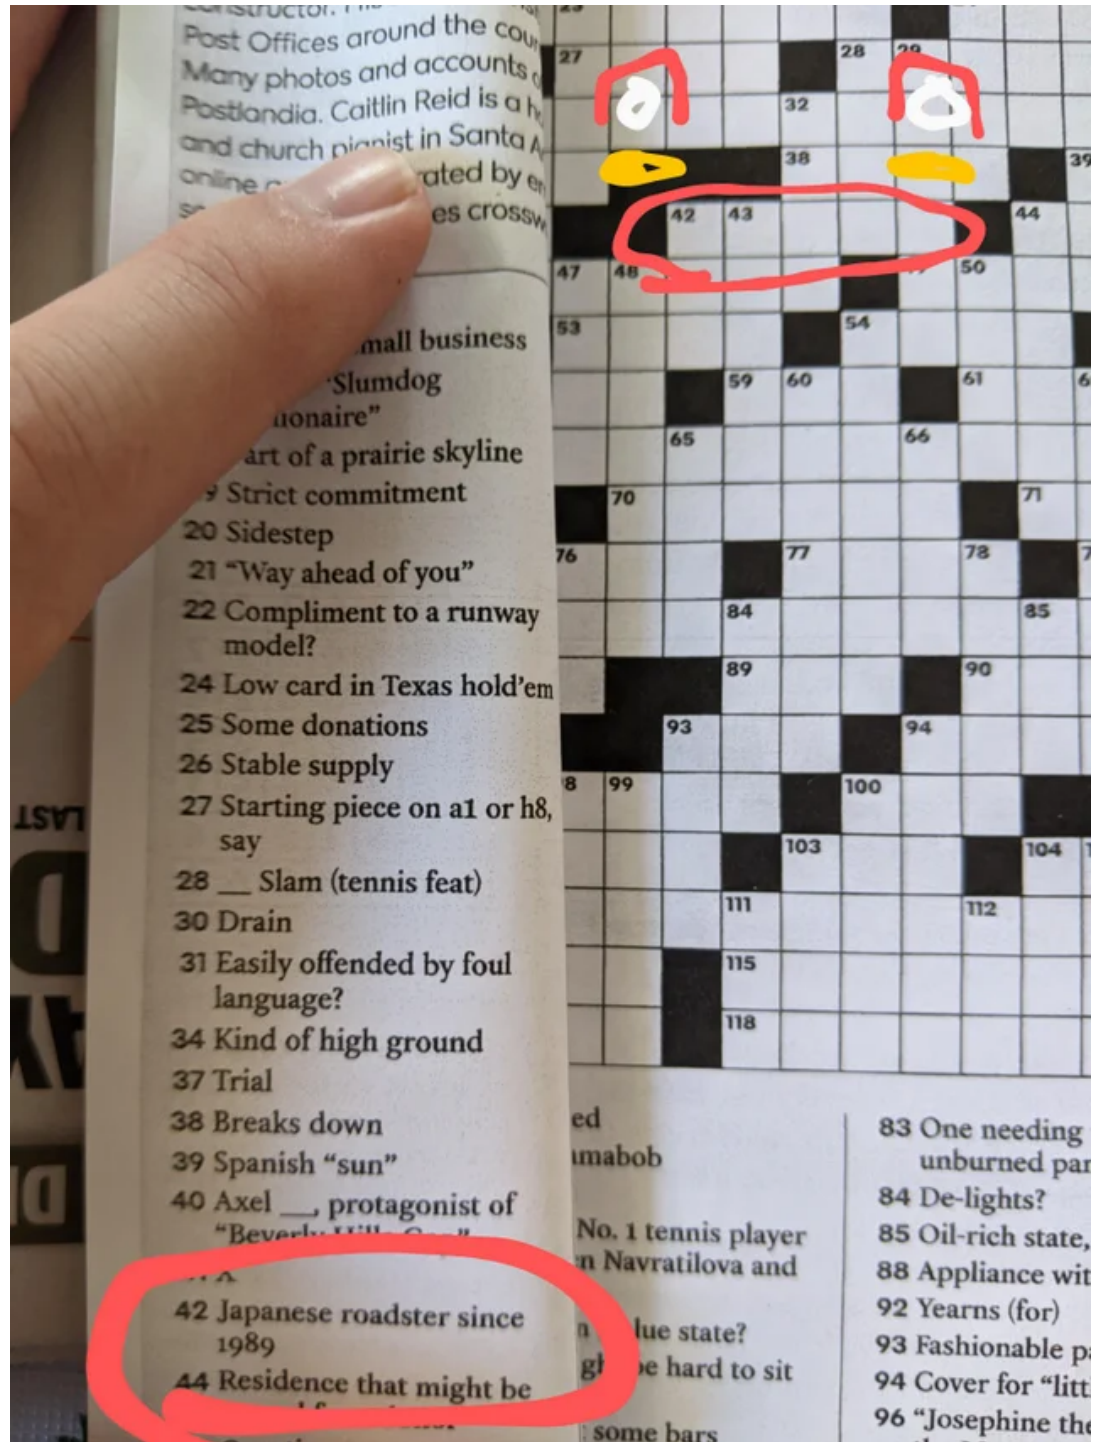 Post Offices around the
Many photos and accounts
Postlandia. Caitlin Reid is a
and church pianist in Santa
online
by
es
mall business
"Slumdog
ionaire"
art of a prairie skyline
9 Strict commitment
20 Sidestep
21 "Way ahead of you"
22 Compliment to a runway
model?
24 Low card in Texas hold'em
25 Some donations
26 Stable supply
27 Starting piece on a1 or h8,
say
28 __ Slam (tennis feat)
30 Drain
31 Easily offended by foul
language?
34 Kind of high ground
37 Trial
38 Breaks down
39 Spanish "sun"
40 Axel __, protagonist of
"Beverly Hills Cop"
X
42 Japanese roadster since
1989
44 Residence that might be
27 28 29
32
38 39
42 43 44
47 48 50
53 54
59 60 61
65 66
70 71
76 77 78
84 85
89 90
93 94
8 99 100
103 104
111 112
115
118
ed
amabob
No. 1 tennis player
n Navratilova and
lue state?
be hard to sit
some bars
83 One needing
unburned
84 De-lights?
85 Oil-rich state,
88 Appliance
92 Yearns (for)
93 Fashionable
94 Cover for "litt
96 "Josephine the
LAST
D